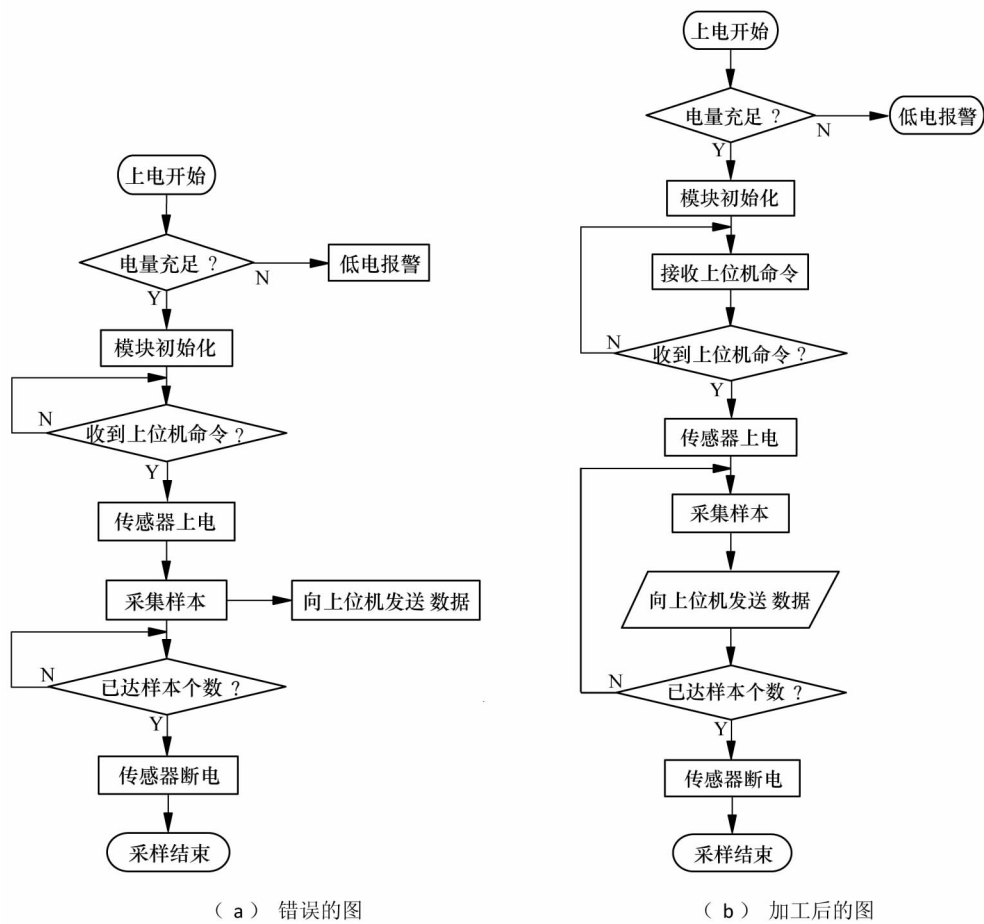 上电开始
电量充足？
N
低电报警
Y
模块初始化
N
收到上位机命令？
Y
传感器上电
采集样本
向上位机发送 数据
N
已达样本个数？
Y
传感器断电
采样结束
（ a ） 错误的图
上电开始
电量充足？
N
低电报警
Y
模块初始化
接收上位机命令
N
收到上位机命令？
Y
传感器上电
采集样本
向上位机发送 数据
N
已达样本个数？
Y
传感器断电
采样结束
（ b ） 加工后的图